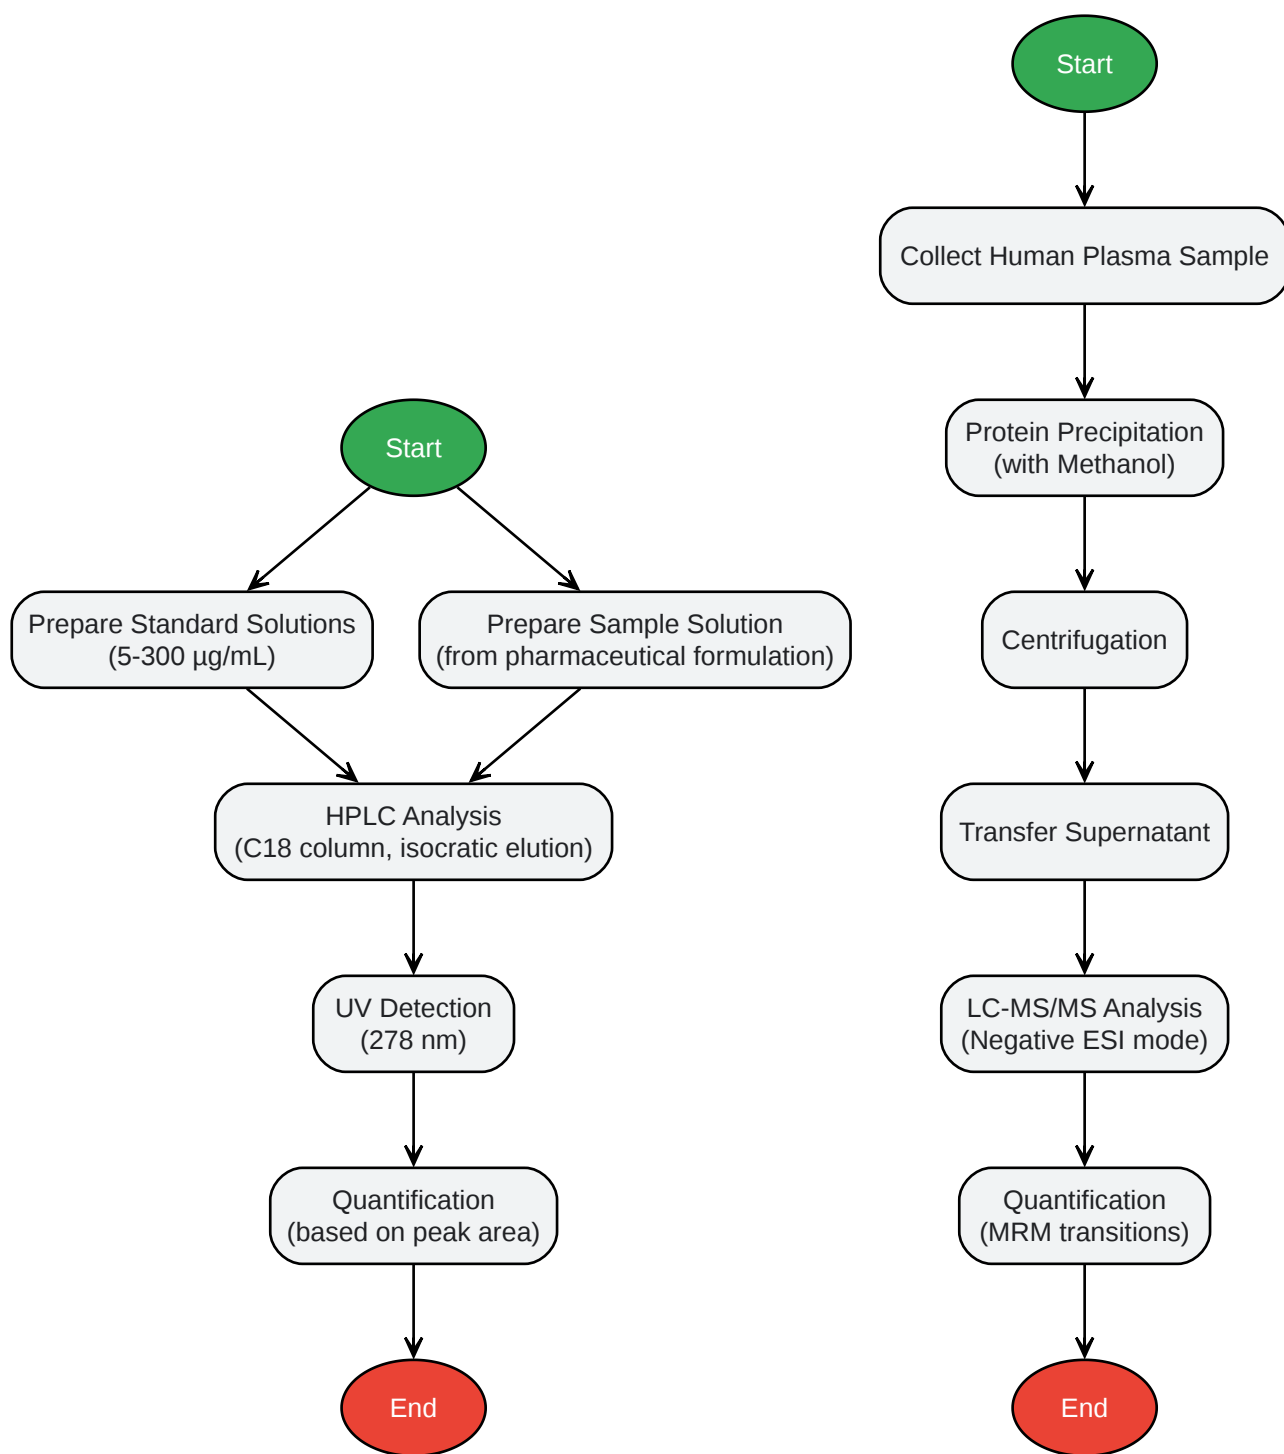 Start
Prepare Standard Solutions
(5-300 µg/mL)
Prepare Sample Solution
(from pharmaceutical formulation)
HPLC Analysis
(C18 column, isocratic elution)
UV Detection
(278 nm)
Quantification
(based on peak area)
End
Start
Collect Human Plasma Sample
Protein Precipitation
(with Methanol)
Centrifugation
Transfer Supernatant
LC-MS/MS Analysis
(Negative ESI mode)
Quantification
(MRM transitions)
End